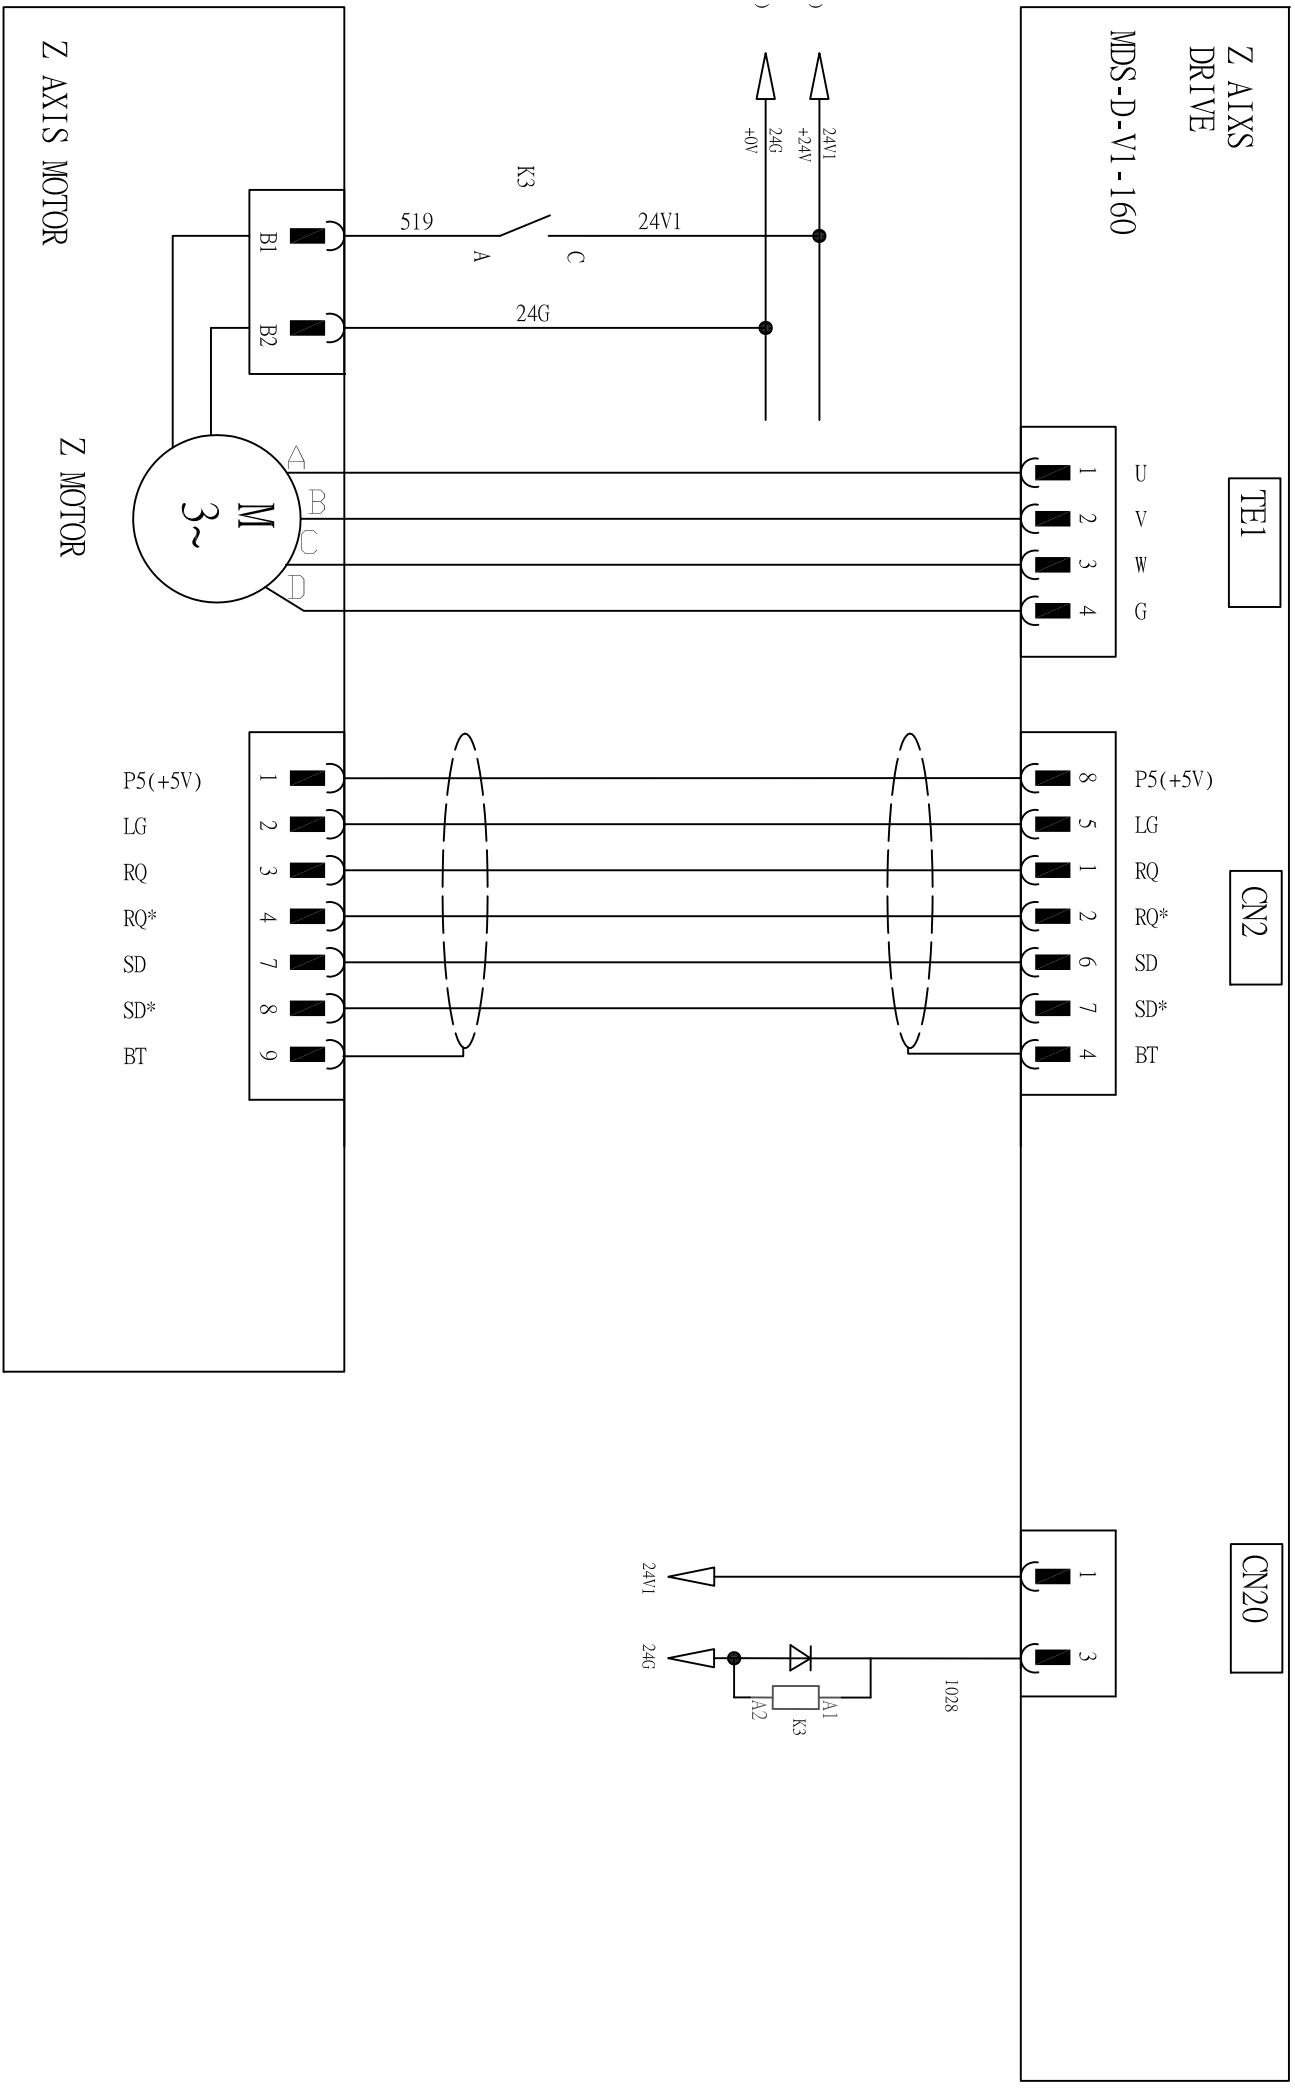 Z AIXS
DRIVE
MDS-D-V1-160
TE1
CN2
CN20
U
V
W
G
1
2
3
4
P5(+5V)
LG
RQ
RQ*
SD
SD*
BT
8
5
1
2
6
7
4
1
3
24V1
+24V
24G
+0V
K3
A
C
519
24V1
24G
1028
A1
A2
K3
24V1
24G
B1
B2
A
B
C
D
M
3~
1
2
3
4
7
8
9
P5(+5V)
LG
RQ
RQ*
SD
SD*
BT
Z AXIS MOTOR
Z MOTOR